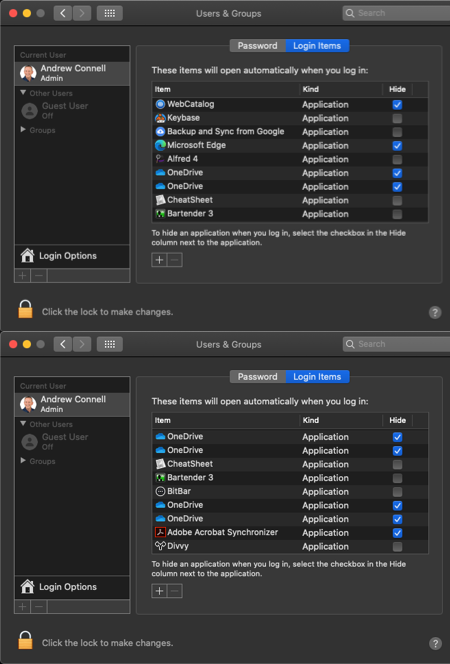 Users & Groups
Search
Password Login Items
Current User
Andrew Connell
Admin
Other Users
Guest User
Off
Groups
Login Options
These items will open automatically when you log in:
Item Kind Hide
WebCatalog Application
Keybase Application
Backup and Sync from Google Application
Microsoft Edge Application
Alfred 4 Application
OneDrive Application
OneDrive Application
CheatSheet Application
Bartender 3 Application
To hide an application when you log in, select the checkbox in the Hide
column next to the application.
+ −
+ −
Click the lock to make changes.
?
Users & Groups
Search
Password Login Items
Current User
Andrew Connell
Admin
Other Users
Guest User
Off
Groups
Login Options
These items will open automatically when you log in:
Item Kind Hide
OneDrive Application
OneDrive Application
CheatSheet Application
Bartender 3 Application
BitBar Application
OneDrive Application
OneDrive Application
Adobe Acrobat Synchronizer Application
Divvy Application
To hide an application when you log in, select the checkbox in the Hide
column next to the application.
+ −
+ −
Click the lock to make changes.
?